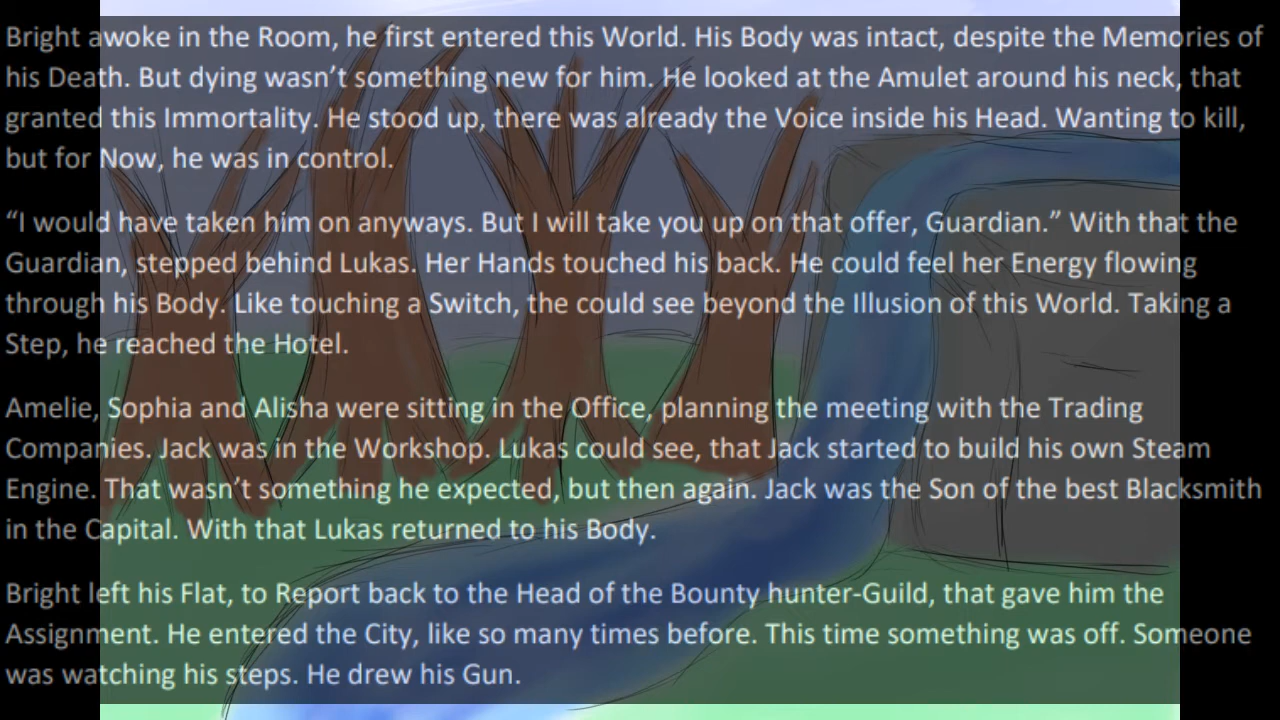 Bright awoke in the Room, he first entered this World. His Body was intact, despite the Memories of
his Death. But dying wasn’t something new for him. He looked at the Amulet around his neck, that
granted this Immortality. He stood up, there was already the Voice inside his Head. Wanting to kill,
but for Now, he was in control.
“I would have taken him on anyways. But I will take you up on that offer, Guardian.” With that the
Guardian, stepped behind Lukas. Her Hands touched his back. He could feel her Energy flowing
through his Body. Like touching a Switch, the could see beyond the Illusion of this World. Taking a
Step, he reached the Hotel.
Amelie, Sophia and Alisha were sitting in the Office, planning the meeting with the Trading
Companies. Jack was in the Workshop. Lukas could see, that Jack started to build his own Steam
Engine. That wasn’t something he expected, but then again. Jack was the Son of the best Blacksmith
in the Capital. With that Lukas returned to his Body.
Bright left his Flat, to Report back to the Head of the Bounty hunter-Guild, that gave him the
Assignment. He entered the City, like so many times before. This time something was off. Someone
was watching his steps. He drew his Gun.